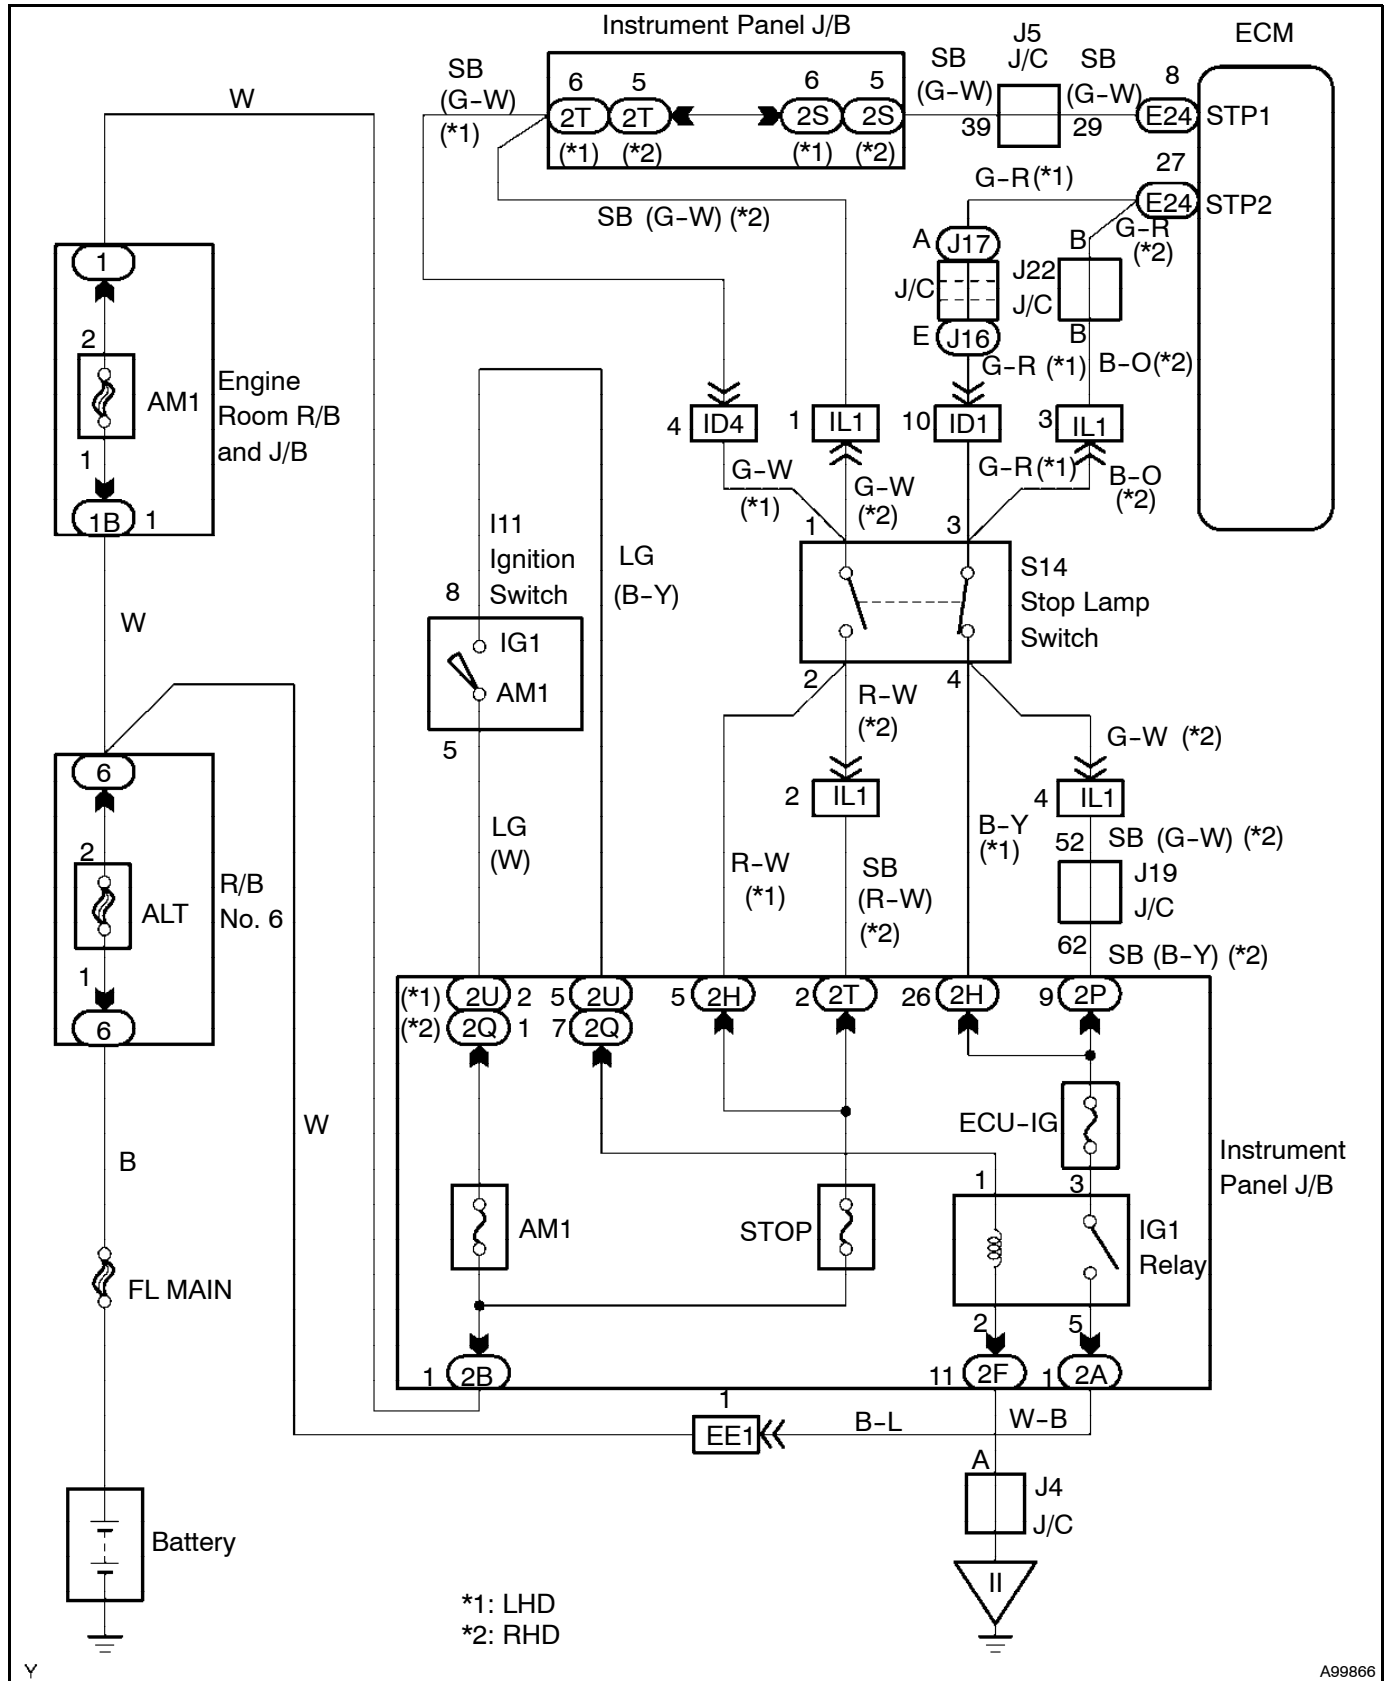 Instrument Panel J/B
J5
J/C
ECM
SB
(G-W)
(*1)
6
5
6
5
2T
2T
2S
2S
(*1)
(*2)
(*1)
(*2)
SB
(G-W)
39
SB
(G-W)
29
8
E24
STP1
27
E24
STP2
W
G-R(*1)
SB (G-W) (*2)
G-R
(*2)
A
J17
J/C
E
J16
B
J22
J/C
B
1
2
AM1
1
1B
1
Engine
Room R/B
and J/B
G-R (*1)
B-O(*2)
4
ID4
1
IL1
10
ID1
3
IL1
G-W
(*1)
G-W
(*2)
G-R(*1)
B-O
(*2)
1
3
I11
Ignition
Switch
8
IG1
AM1
5
LG
(B-Y)
S14
Stop Lamp
Switch
2
4
W
R-W
(*2)
G-W (*2)
6
2
ALT
1
6
R/B
No. 6
2
IL1
4
IL1
LG
(W)
B-Y
(*1)
52
SB (G-W) (*2)
R-W
(*1)
SB
(R-W)
(*2)
J19
J/C
62
SB (B-Y) (*2)
(*1)
2U
2
5
2U
5
2H
2
2T
26
2H
9
2P
(*2)
2Q
1
7
2Q
W
B
ECU-IG
Instrument
Panel J/B
1
3
AM1
STOP
IG1
Relay
FL MAIN
2
5
1
2B
11
2F
1
2A
1
EE1
B-L
W-B
A
J4
J/C
II
Battery
*1: LHD
*2: RHD
Y
A99866